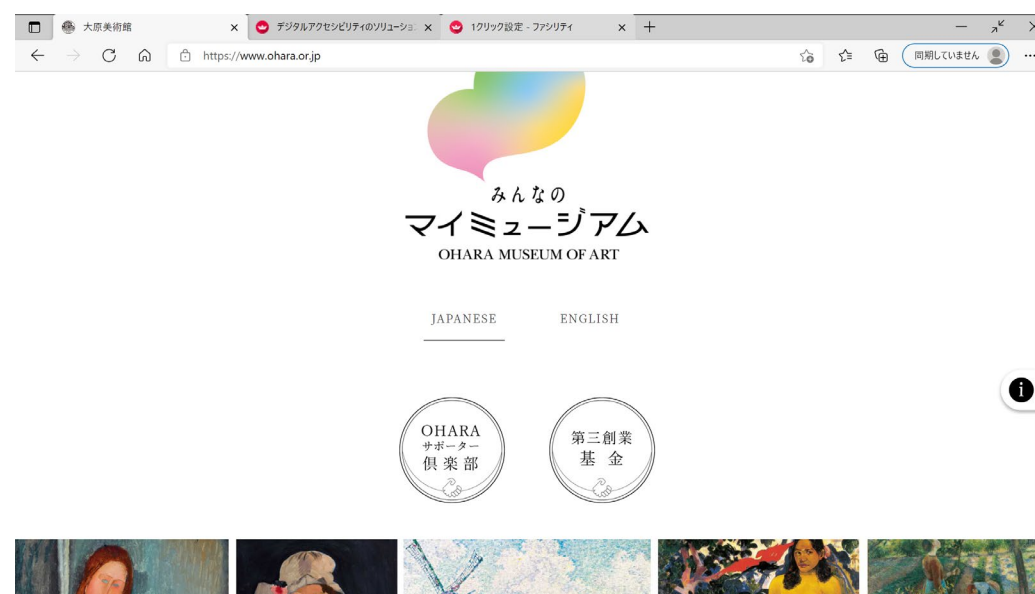 大原美術館
デジタルアクセシビリティのソリューション
1クリック設定 - ファシリティ
https://www.ohara.or.jp
同期していません
みんなの
マイミュージアム
OHARA MUSEUM OF ART
JAPANESE
ENGLISH
OHARA
サポーター
倶楽部
第三創業
基金
i